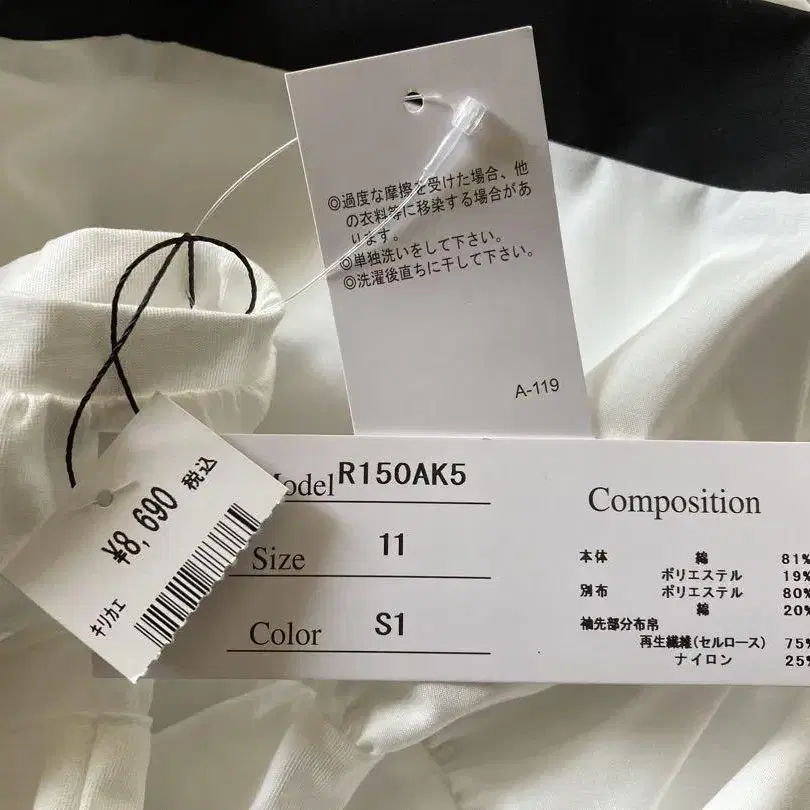 ◎過度な摩擦を受けた場合、他
の衣料等に移染する場合があ
ります。
◎単独洗いをして下さい。
◎洗濯後直ちに干して下さい。
A-119
¥8,690 税込
キリカエ
Model R150AK5
Size 11
Color S1
Composition
本体 綿 81%
ポリエステル 19%
別布 ポリエステル 80%
綿 20%
袖先部分布帛
再生繊維(セルロース) 75%
ナイロン 25%